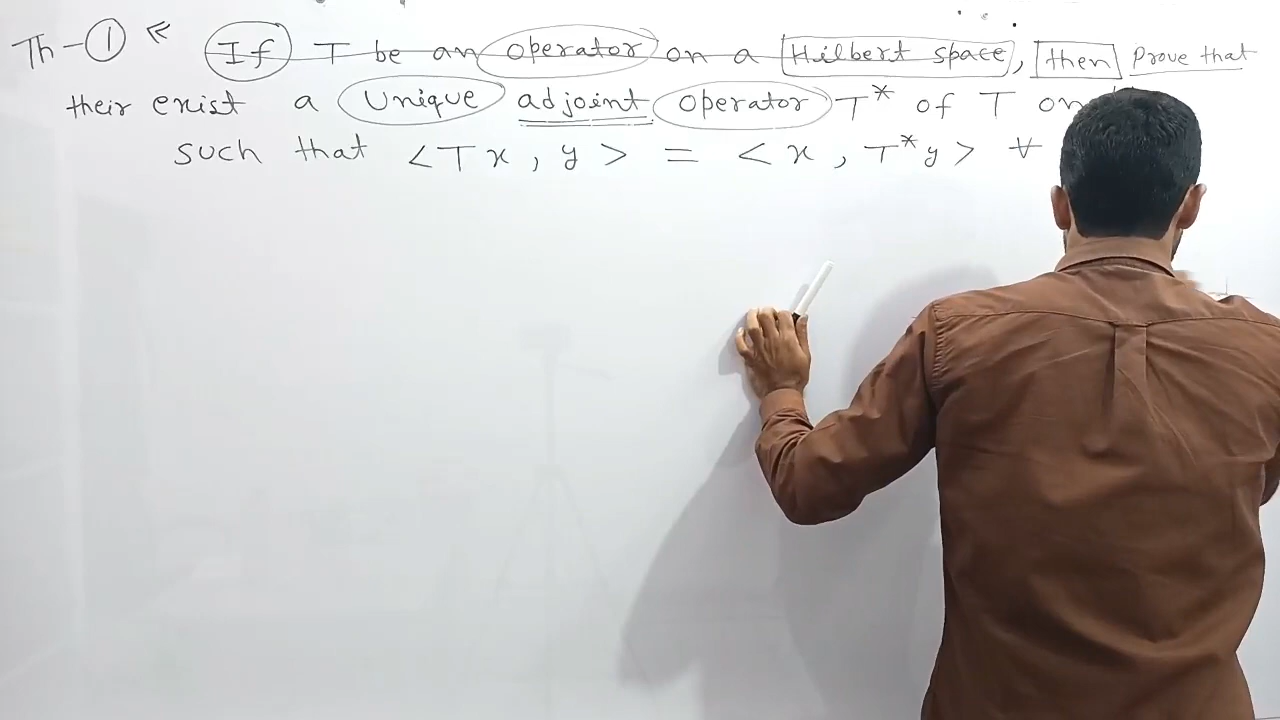 Th - ① ≪ If T be an operator on a Hilbert space, then Prove that
their exist a Unique adjoint operator T* of T on
such that <Tx, y> = <x, T*y> ∀